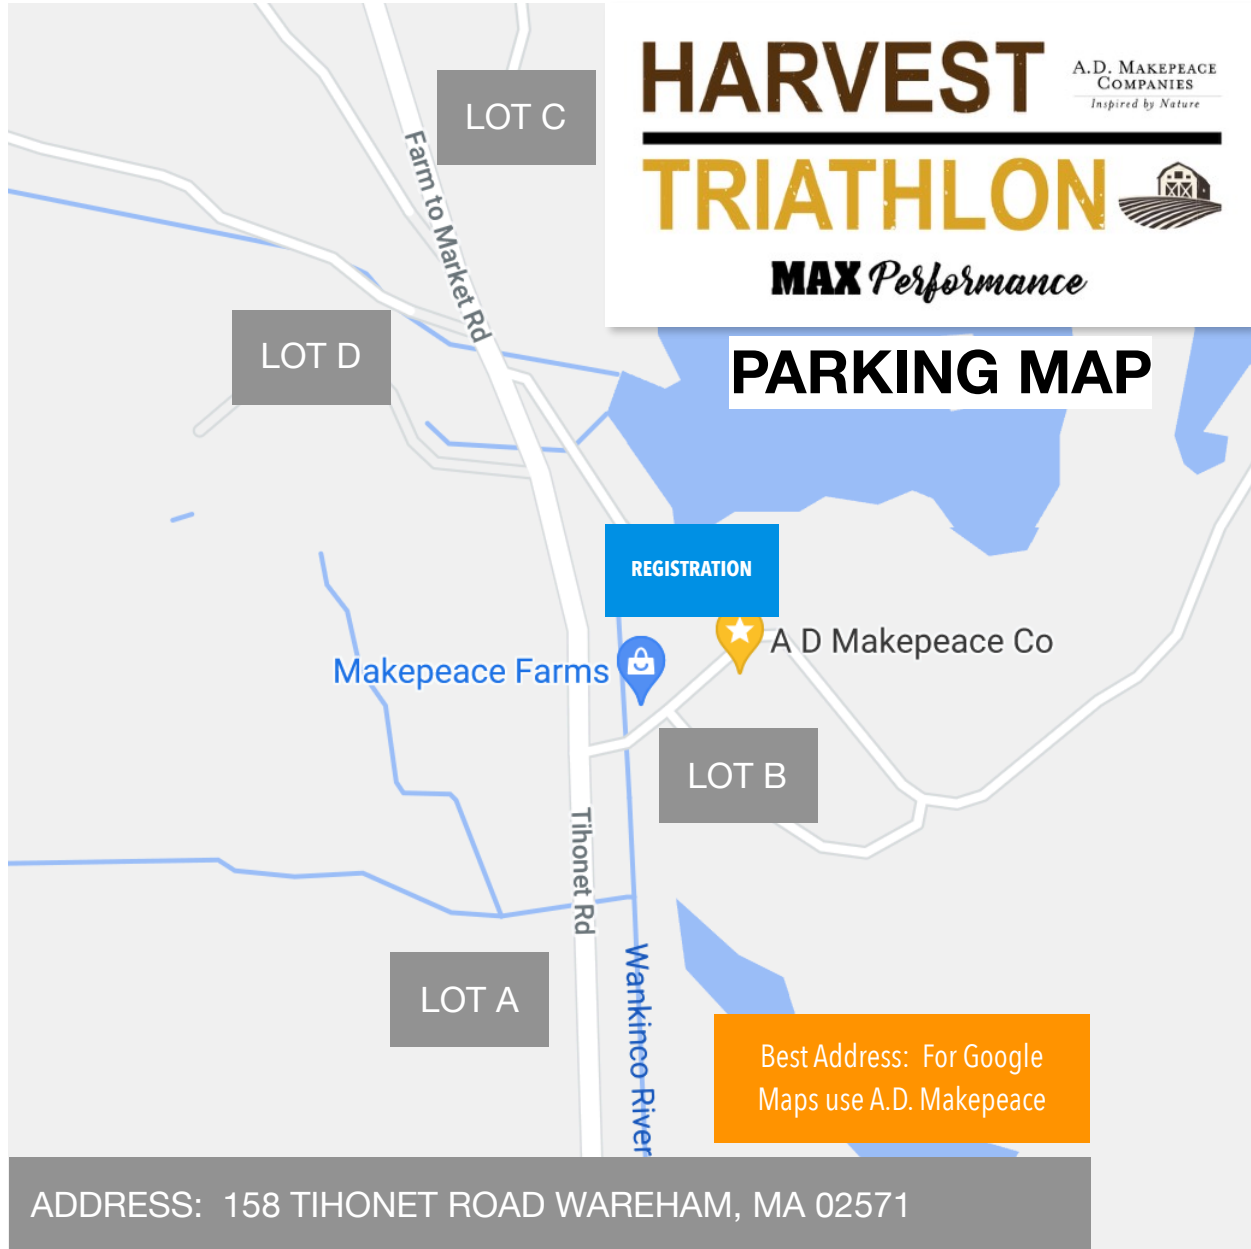 HARVEST
A.D. MAKEPEACE
COMPANIES
Inspired by Nature
TRIATHLON
MAX Performance
PARKING MAP
LOT C
Farm to Market Rd
LOT D
REGISTRATION
A D Makepeace Co
Makepeace Farms
LOT B
Tihonet Rd
LOT A
Wankinco River
Best Address: For Google
Maps use A.D. Makepeace
ADDRESS: 158 TIHONET ROAD WAREHAM, MA 02571